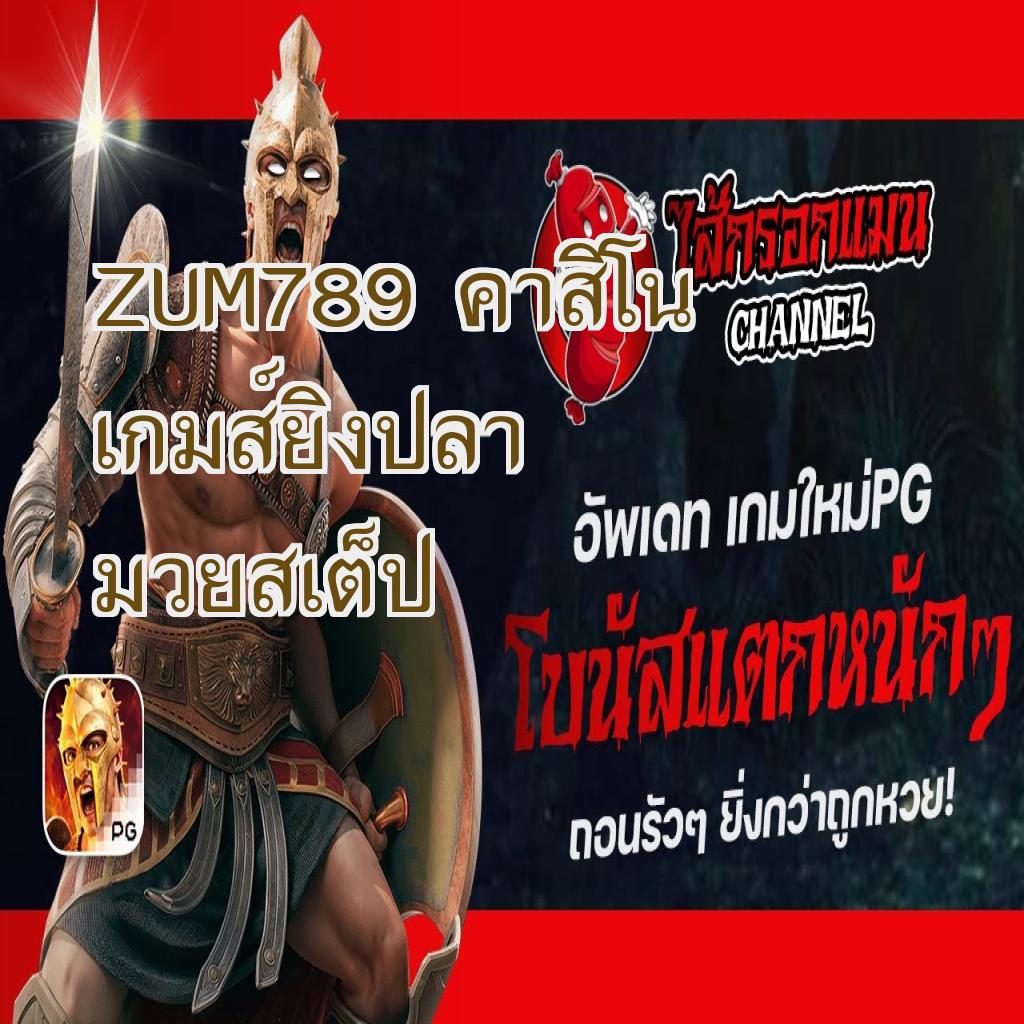 ไส้กรอกแมน
CHANNEL
ZUM789 คาสิโน
เกมส์ยิงปลา
มวยสเต็ป
อัพเดท เกมใหม่PG
โบนัสแตกหนักๆ
ถอนรัวๆ ยิ่งกว่าถูกหวย!
PG